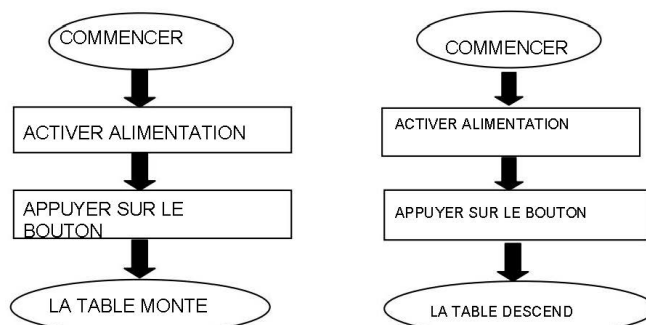 COMMENCER
ACTIVER ALIMENTATION
APPUYER SUR LE
BOUTON
LA TABLE MONTE
COMMENCER
ACTIVER ALIMENTATION
APPUYER SUR LE BOUTON
LA TABLE DESCEND